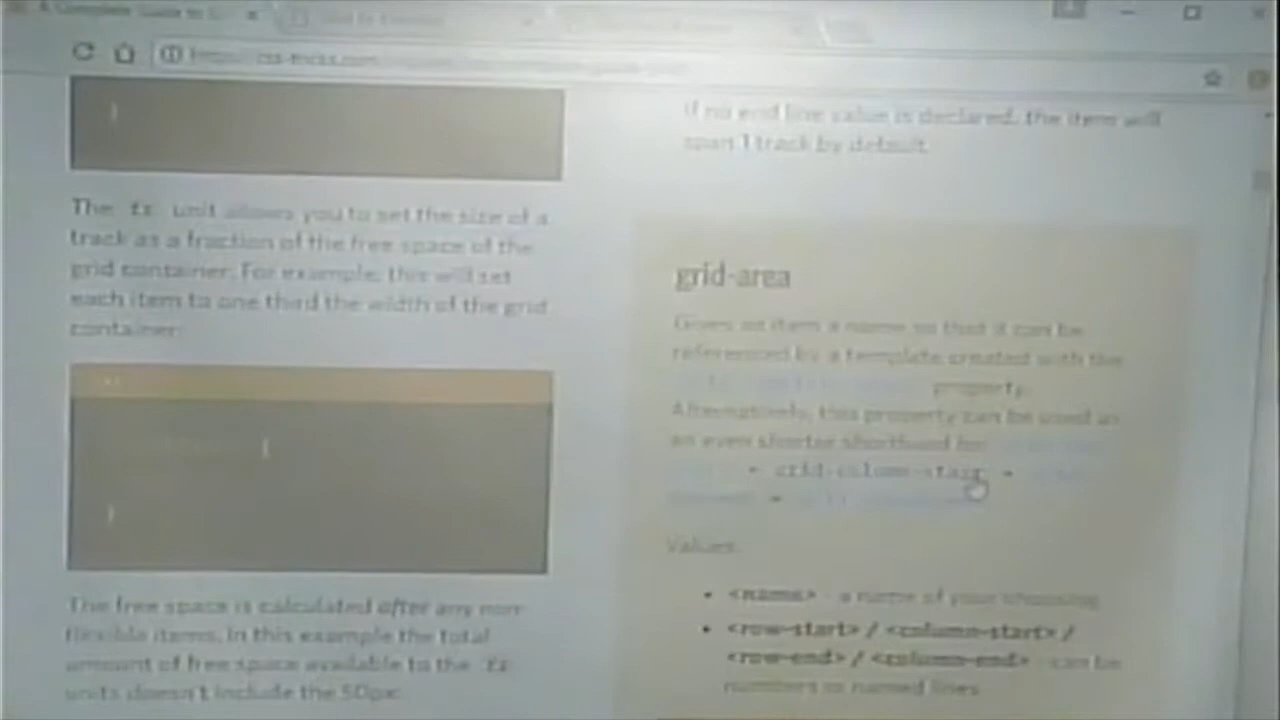 A Complete Guide to
css-tricks.com
The fr unit allows you to set the size of a
track as a fraction of the free space of the
grid container. For example, this will set
each item to one third the width of the grid
container:
The free space is calculated after any non-
flexible items. In this example the total
amount of free space available to the fr
units doesn't include the 50px:
If no end line value is declared, the item will
span 1 track by default.
grid-area
Gives an item a name so that it can be
referenced by a template created with the
property.
Alternatively, this property can be used as
an even shorter shorthand for
+ grid-column-start +
+
Values:
• <name> - a name of your choosing
• <row-start> / <column-start> /
<row-end> / <column-end> - can be
numbers or named lines